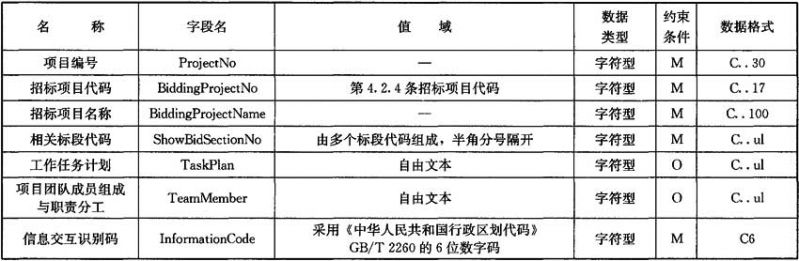 名 称 字段名 值 域 数据类型 约束条件 数据格式
项目编号 ProjectNo — 字符型 M C..30
招标项目代码 BiddingProjectNo 第4.2.4条招标项目代码 字符型 M C..17
招标项目名称 BiddingProjectName — 字符型 M C..100
相关标段代码 ShowBidSectionNo 由多个标段代码组成，半角分号隔开 字符型 M C..ul
工作任务计划 TaskPlan 自由文本 字符型 O C..ul
项目团队成员组成与职责分工 TeamMember 自由文本 字符型 O C..ul
信息交互识别码 InformationCode 采用《中华人民共和国行政区划代码》GB/T 2260的6位数字码 字符型 M C6